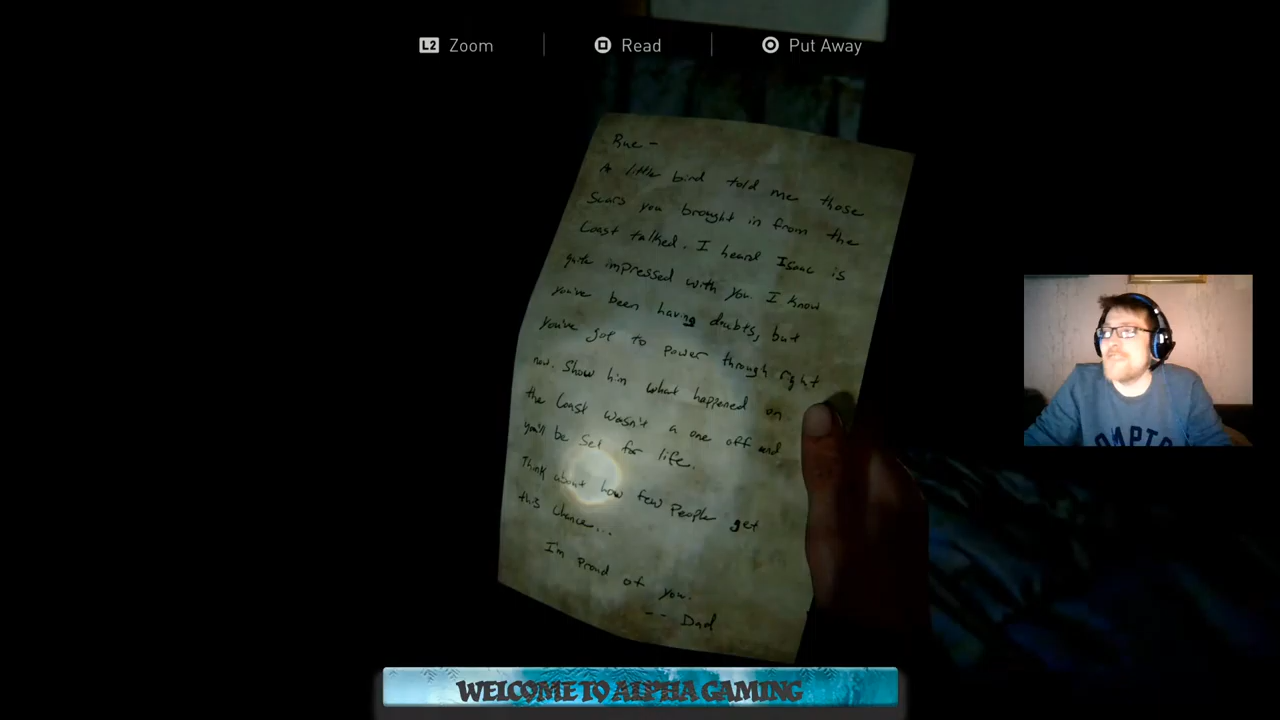 L2 Zoom Read Put Away
Rue -
A little bird told me those
Scars you brought in from the
Coast talked. I heard Isaac is
quite impressed with you. I know
you've been having doubts, but
you've got to power through right
now. Show him what happened on
the Coast wasn't a one off and
you'll be set for life.
Think about how few people get
this chance...
I'm proud of you.
-- Dad
WELCOME TO ALPHA GAMING